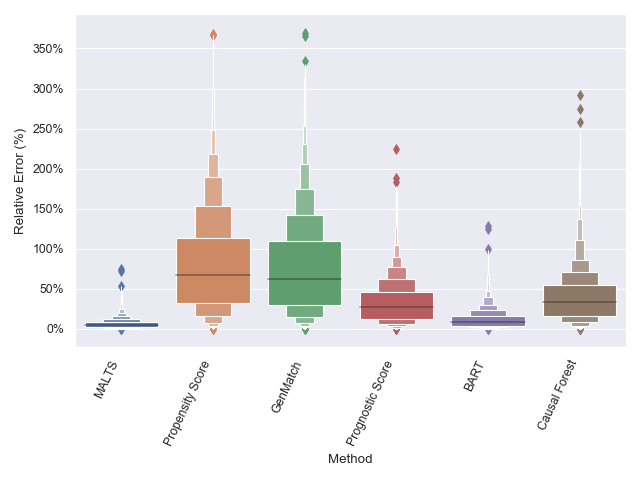 350%
300%
250%
200%
150%
100%
50%
0%
Relative Error (%)
MALTS
Propensity Score
GenMatch
Prognostic Score
BART
Causal Forest
Method